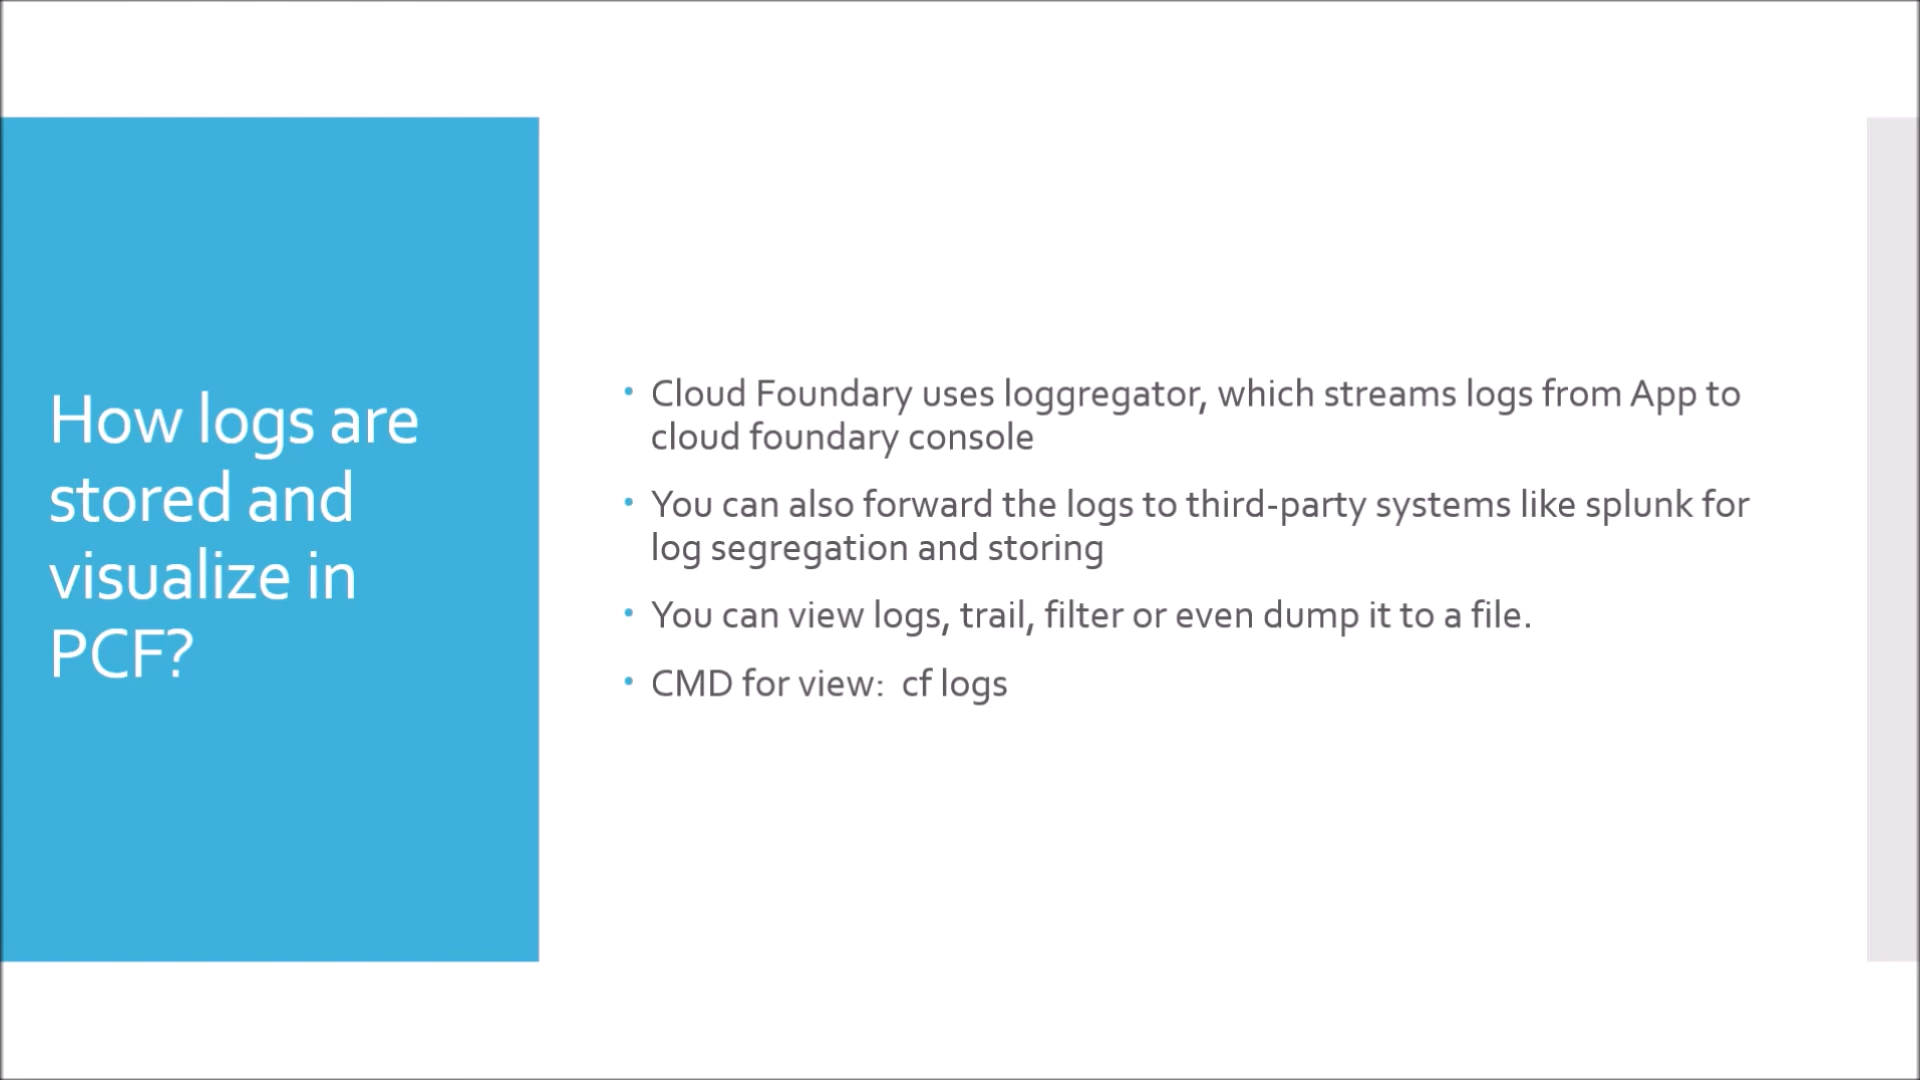 How logs are
stored and
visualize in
PCF?
• Cloud Foundary uses loggregator, which streams logs from App to
cloud foundary console
• You can also forward the logs to third-party systems like splunk for
log segregation and storing
• You can view logs, trail, filter or even dump it to a file.
• CMD for view:  cf logs